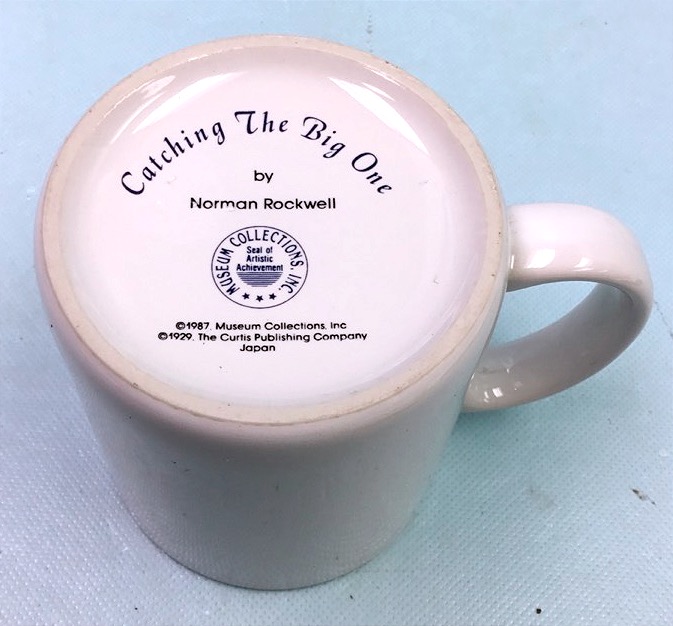 Catching The Big One
by
Norman Rockwell
MUSEUM COLLECTIONS, INC.
Seal of
Artistic
Achievement
©1987, Museum Collections, Inc
©1929, The Curtis Publishing Company
Japan